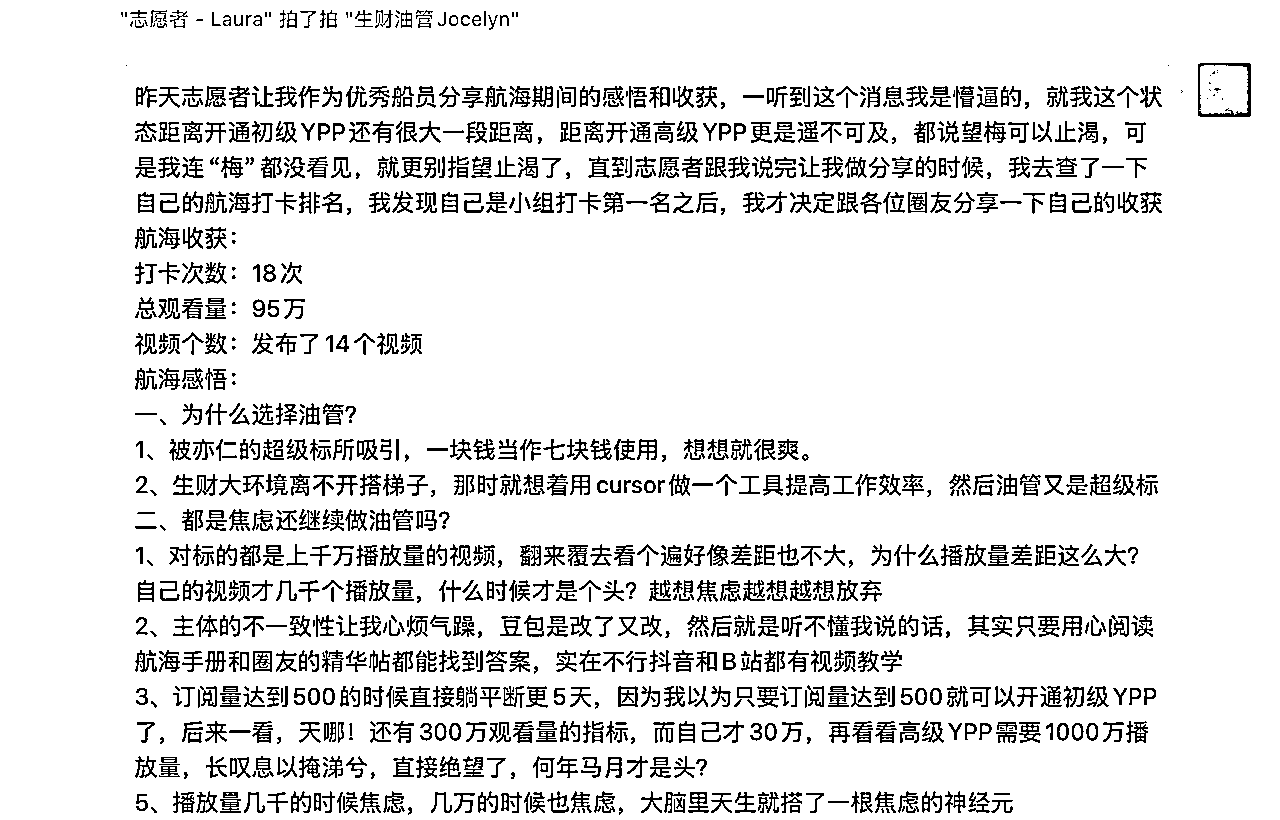 "志愿者 - Laura" 拍了拍 "生财油管Jocelyn"
昨天志愿者让我作为优秀船员分享航海期间的感悟和收获，一听到这个消息我是懵逼的，就我这个状
态距离开通初级YPP还有很大一段距离，距离开通高级YPP更是遥不可及，都说望梅可以止渴，可
是我连“梅”都没看见，就更别指望止渴了，直到志愿者跟我说完让我做分享的时候，我去查了一下
自己的航海打卡排名，我发现自己是小组打卡第一名之后，我才决定跟各位圈友分享一下自己的收获
航海收获：
打卡次数：18次
总观看量：95万
视频个数：发布了14个视频
航海感悟：
一、为什么选择油管？
1、被亦仁的超级标所吸引，一块钱当作七块钱使用，想想就很爽。
2、生财大环境离不开搭梯子，那时就想着用cursor做一个工具提高工作效率，然后油管又是超级标
二、都是焦虑还继续做油管吗？
1、对标的都是上千万播放量的视频，翻来覆去看个遍好像差距也不大，为什么播放量差距这么大？
自己的视频才几千个播放量，什么时候才是个头？越想焦虑越想越想放弃
2、主体的不一致性让我心烦气躁，豆包是改了又改，然后就是听不懂我说的话，其实只要用心阅读
航海手册和圈友的精华帖都能找到答案，实在不行抖音和B站都有视频教学
3、订阅量达到500的时候直接躺平断更5天，因为我以为只要订阅量达到500就可以开通初级YPP
了，后来一看，天哪！还有300万观看量的指标，而自己才30万，再看看高级YPP需要1000万播
放量，长叹息以掩涕兮，直接绝望了，何年马月才是头？
5、播放量几千的时候焦虑，几万的时候也焦虑，大脑里天生就搭了一根焦虑的神经元